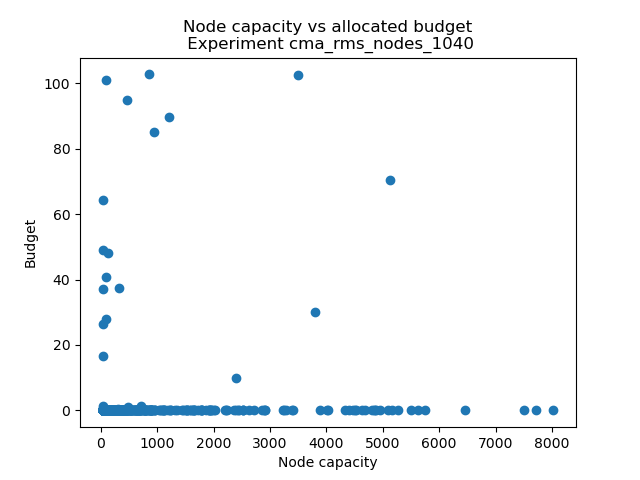 Node capacity vs allocated budget
Experiment cma_rms_nodes_1040
100
80
60
40
20
0
Budget
0 1000 2000 3000 4000 5000 6000 7000 8000
Node capacity